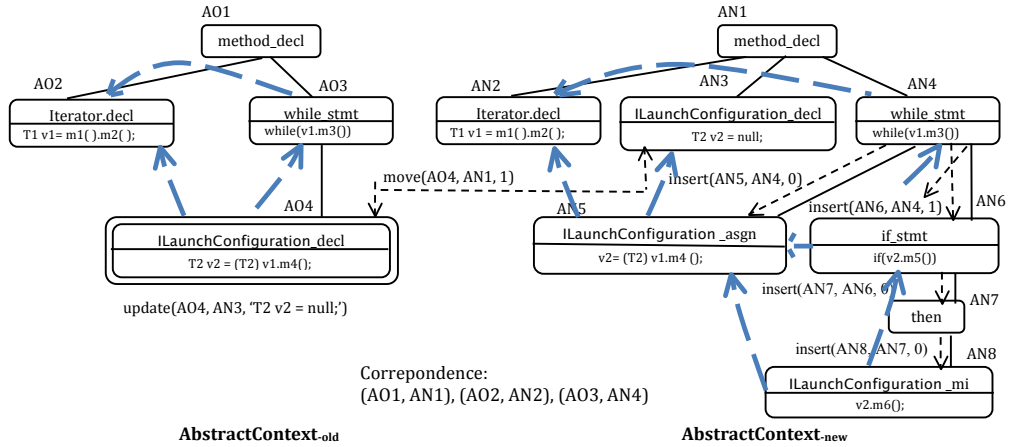 AO1
method_decl
AO2
AO3
Iterator.decl
T1 v1= m1( ).m2( );
while_stmt
while(v1.m3())
AO4
ILaunchConfiguration_decl
T2 v2 = (T2) v1.m4();
update(AO4, AN3, ‘T2 v2 = null;’)
move(AO4, AN1, 1)
AN1
method_decl
AN2
AN3
AN4
Iterator.decl
T1 v1= m1( ).m2( );
ILaunchConfiguration_decl
T2 v2 = null;
while_stmt
while(v1.m3())
insert(AN5, AN4, 0)
insert(AN6, AN4, 1)
AN5
AN6
ILaunchConfiguration _asgn
v2= (T2) v1.m4 ();
if_stmt
if(v2.m5())
insert(AN7, AN6, 0)
AN7
then
insert(AN8, AN7, 0)
AN8
ILaunchConfiguration _mi
v2.m6();
Correpondence:
(AO1, AN1), (AO2, AN2), (AO3, AN4)
AbstractContext-old
AbstractContext-new